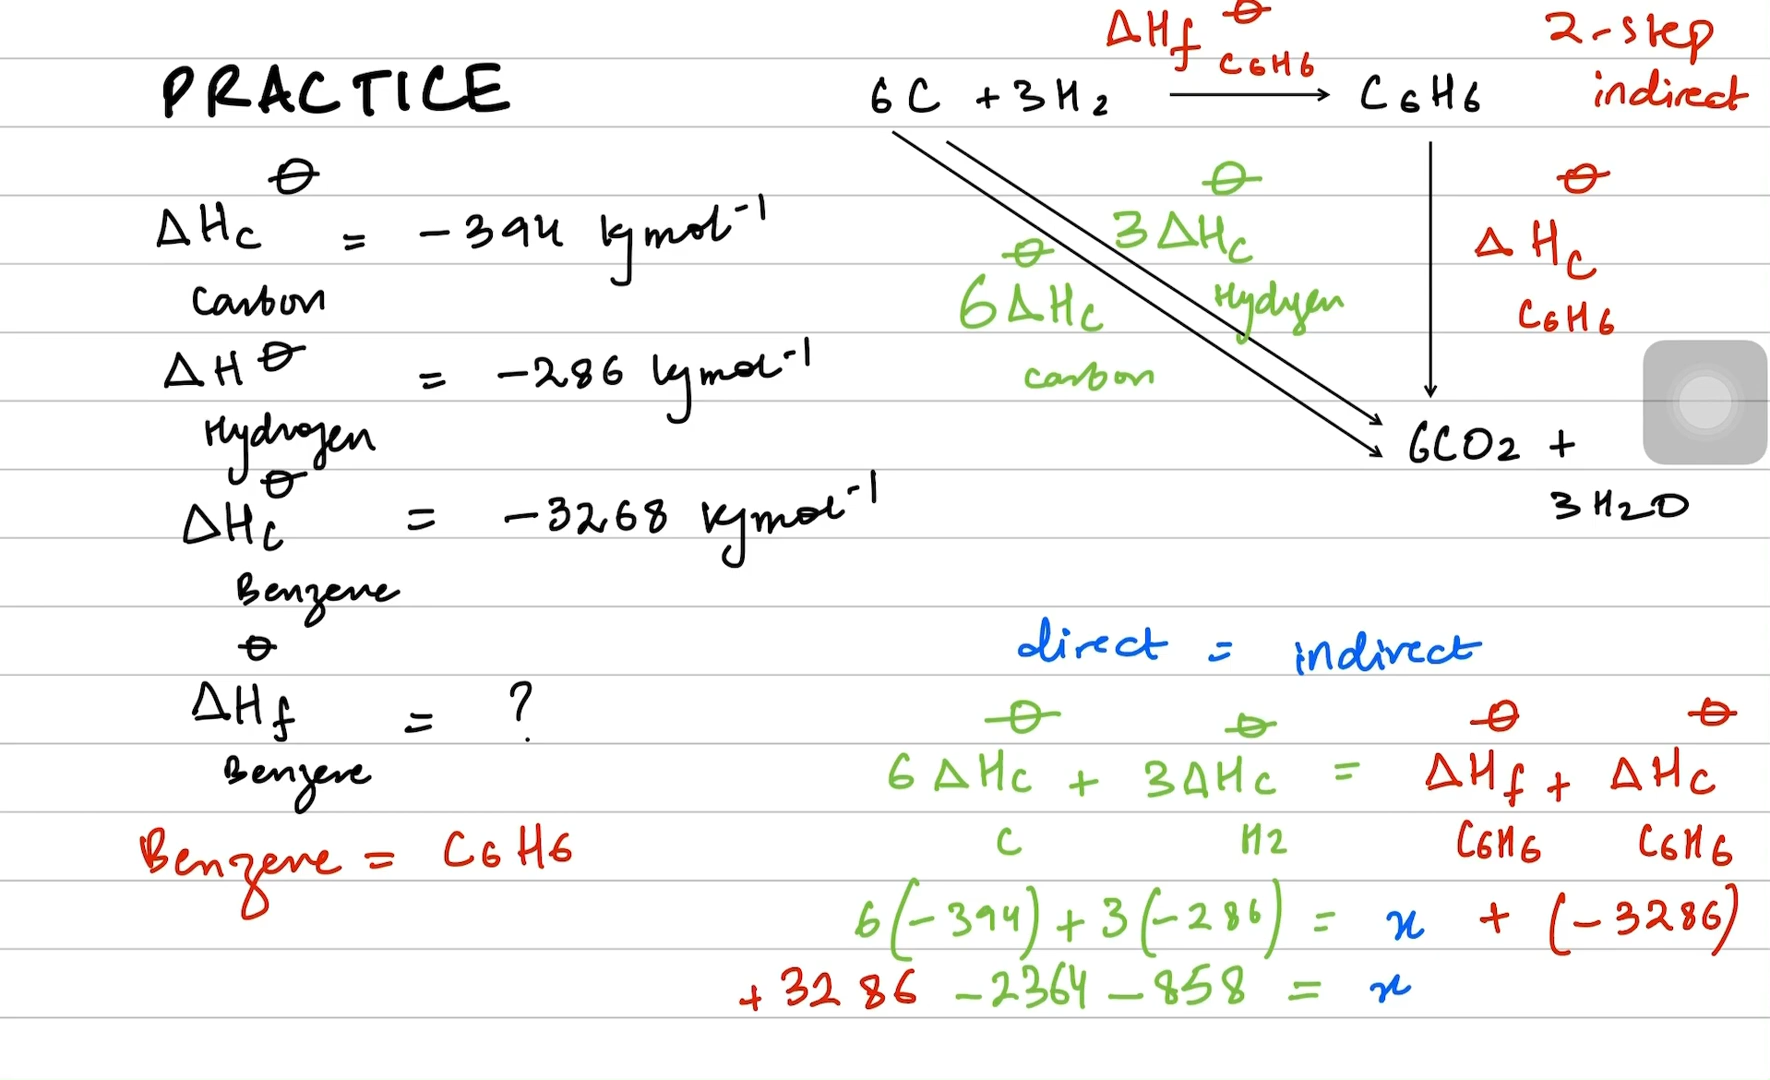 PRACTICE
ΔHc⦵ = -394 kJmol⁻¹
Carbon
ΔH⦵ = -286 kJmol⁻¹
Hydrogen
ΔHc⦵ = -3268 kJmol⁻¹
Benzene
ΔHf⦵ = ?
Benzene
Benzene = C6H6
ΔHf⦵ C6H6
2-step
indirect
6C + 3H2 → C6H6
3ΔHc⦵
Hydrogen
6ΔHc⦵
carbon
ΔHc⦵
C6H6
6CO2 +
3H2O
direct = indirect
6ΔHc⦵ + 3ΔHc⦵ = ΔHf⦵ + ΔHc⦵
C H2 C6H6 C6H6
6(-394) + 3(-286) = x + (-3286)
+3286 -2364 -858 = x